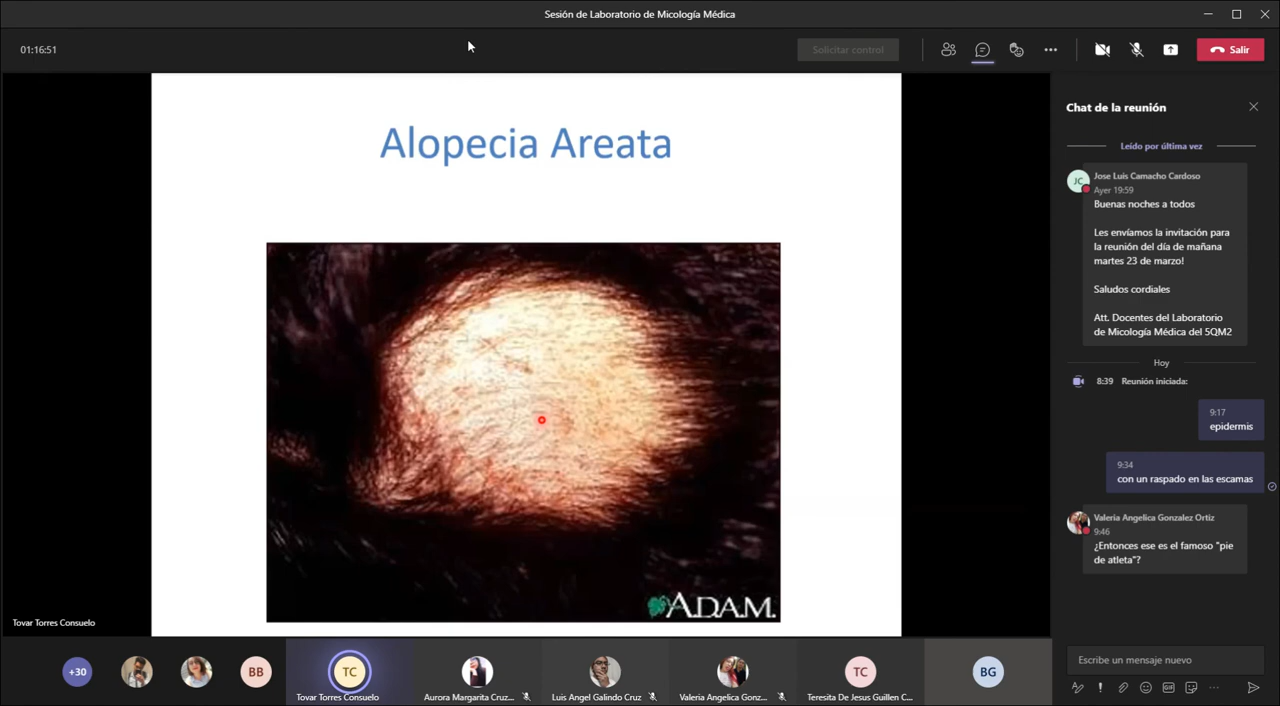 Sesión de Laboratorio de Micología Médica
01:16:51
Solicitar control
Salir
Alopecia Areata
A.D.A.M.
Tovar Torres Consuelo
Chat de la reunión
Leído por última vez
JC
Jose Luis Camacho Cardoso
Ayer 19:59
Buenas noches a todos
Les envíamos la invitación para
la reunión del día de mañana
martes 23 de marzo!
Saludos cordiales
Att. Docentes del Laboratorio
de Micología Médica del 5QM2
Hoy
8:39 Reunión iniciada:
9:17
epidermis
9:34
con un raspado en las escamas
Valeria Angelica Gonzalez Ortiz
9:46
¿Entonces ese es el famoso "pie
de atleta"?
Escribe un mensaje nuevo
GIF
+30
BB
TC
Tovar Torres Consuelo
Aurora Margarita Cruz...
Luis Angel Galindo Cruz
Valeria Angelica Gonz...
TC
Teresita De Jesus Guillen C...
BG